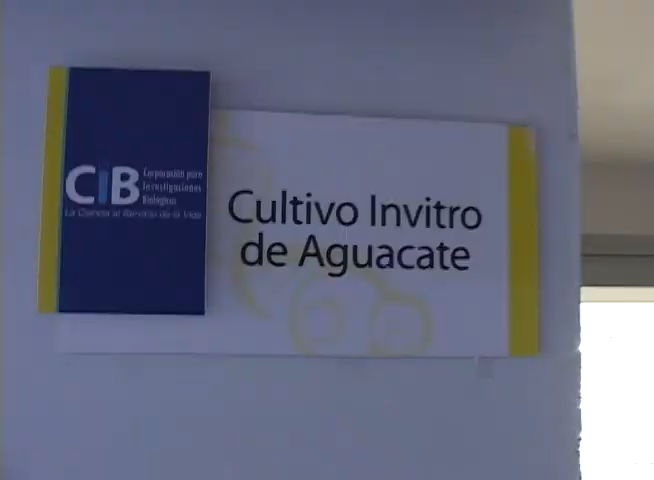 CiB
Corporación para
Investigaciones
Biológicas
La Ciencia al Servicio de la Vida
Cultivo Invitro
de Aguacate